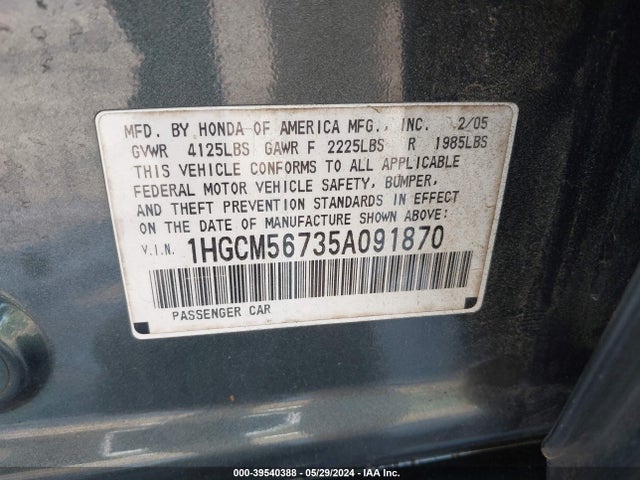 MFD. BY HONDA OF AMERICA MFG., INC. 2/05
GVWR 4125LBS GAWR F 2225LBS R 1985LBS
THIS VEHICLE CONFORMS TO ALL APPLICABLE
FEDERAL MOTOR VEHICLE SAFETY, BUMPER,
AND THEFT PREVENTION STANDARDS IN EFFECT
ON THE DATE OF MANUFACTURE SHOWN ABOVE:
V.I.N. 1HGCM56735A091870
PASSENGER CAR
000-39540388 - 05/29/2024 - IAA Inc.